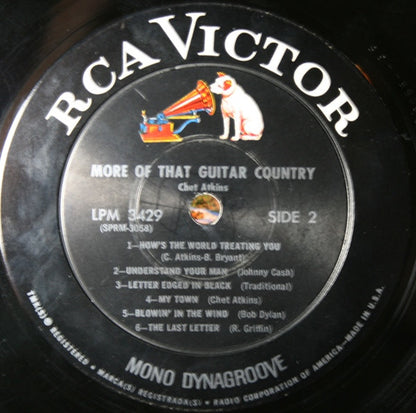 RCA VICTOR
MORE OF THAT GUITAR COUNTRY
Chet Atkins
LPM 3429
(SPRM-3058)
SIDE 2
1—HOW'S THE WORLD TREATING YOU
(C. Atkins-B. Bryant)
2—UNDERSTAND YOUR MAN (Johnny Cash)
3—LETTER EDGED IN BLACK (Traditional)
4—MY TOWN (Chet Atkins)
5—BLOWIN' IN THE WIND (Bob Dylan)
6—THE LAST LETTER (R. Griffin)
MONO DYNAGROOVE
TMK(S) ® REGISTERED • MARCA(S) REGISTRADA(S) • RADIO CORPORATION OF AMERICA—MADE IN U.S.A.